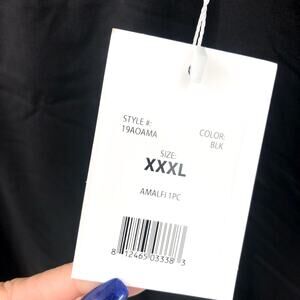 STYLE #:
19AOAMA
COLOR:
BLK
SIZE:
XXXL
AMALFI 1PC
8 12465 03338 3